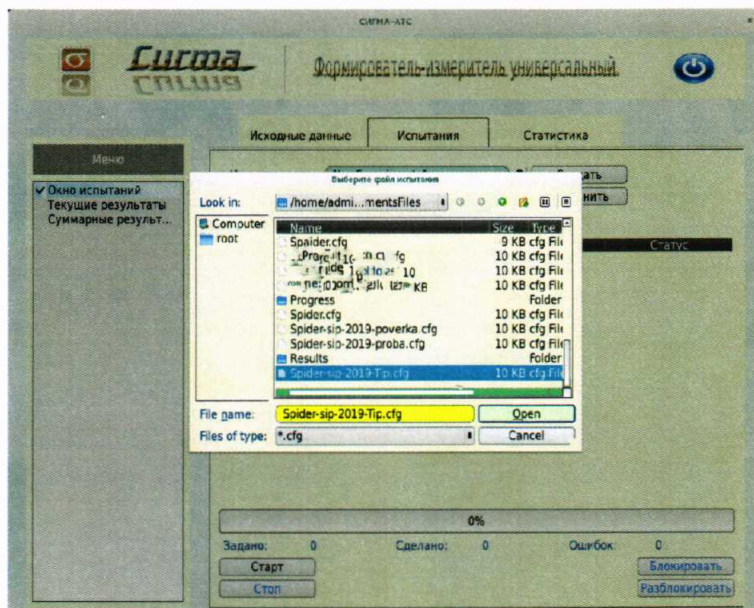 СИГМА-АТС
Сигма
Формирователь-измеритель универсальный.
Исходные данные
Испытания
Статистика
Меню
Окно испытаний
Текущие результаты
Суммарные результ...
Статус
Выберите файл испытания
Look in:
/home/admi...mentsFiles
Computer
root
Name Size Type
Spaider.cfg 9 KB cfg File
10 KB cfg File
10 KB cfg File
10 KB cfg File
Progress Folder
Spider.cfg 10 KB cfg File
Spider-sip-2019-poverka.cfg 10 KB cfg File
Spider-sip-2019-proba.cfg 10 KB cfg File
Results Folder
Spider-sip-2019-Tip.cfg 10 KB cfg File
File name: Spider-sip-2019-Tip.cfg Open
Files of type: *.cfg Cancel
0%
Задано: 0 Сделано: 0 Ошибок 0
Старт Блокировать
Стоп Разблокировать